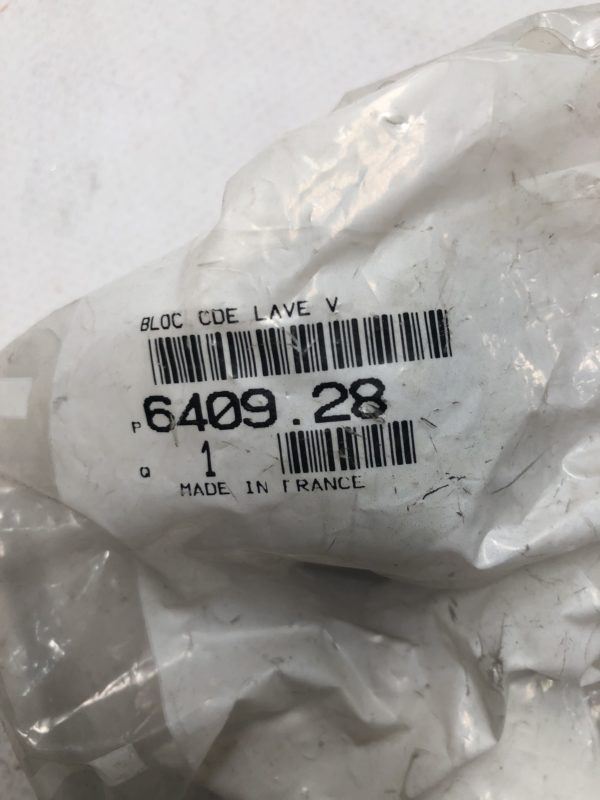 BLOC CDE LAVE V
P 6409.28
Q 1
MADE IN FRANCE